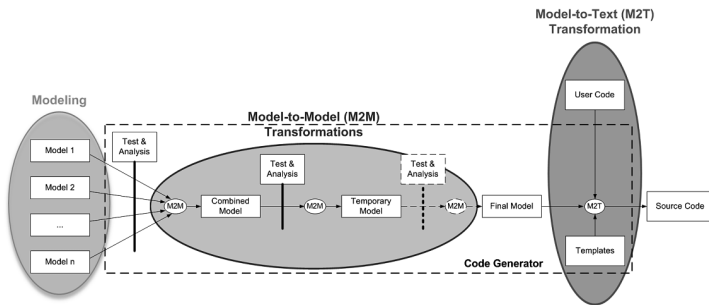 Model-to-Text (M2T)
Transformation
Modeling
Model-to-Model (M2M)
Transformations
User Code
Test &
Analysis
Test &
Analysis
Test &
Analysis
Model 1
Model 2
...
Model n
M2M
Combined
Model
M2M
Temporary
Model
M2M
Final Model
M2T
Source Code
Templates
Code Generator